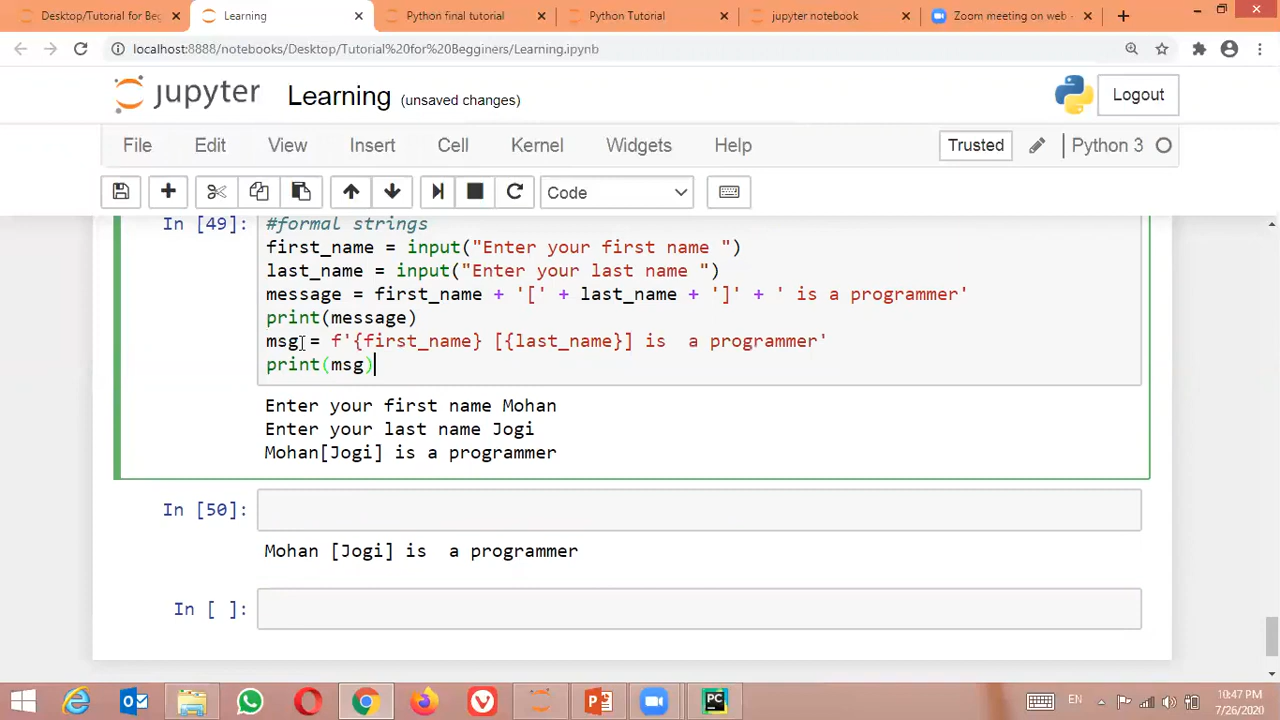 Desktop/Tutorial for Beg
Learning
Python final tutorial
Python Tutorial
jupyter notebook
Zoom meeting on web -
localhost:8888/notebooks/Desktop/Tutorial%20for%20Begginers/Learning.ipynb
jupyter Learning (unsaved changes)
Logout
File Edit View Insert Cell Kernel Widgets Help
Trusted
Python 3
Code
In [49]: #formal strings
first_name = input("Enter your first name ")
last_name = input("Enter your last name ")
message = first_name + '[' + last_name + ']' + ' is a programmer'
print(message)
msg = f'{first_name} [{last_name}] is  a programmer'
print(msg)
Enter your first name Mohan
Enter your last name Jogi
Mohan[Jogi] is a programmer
In [50]:
Mohan [Jogi] is  a programmer
In [ ]:
PC
EN
10:47 PM
7/26/2020